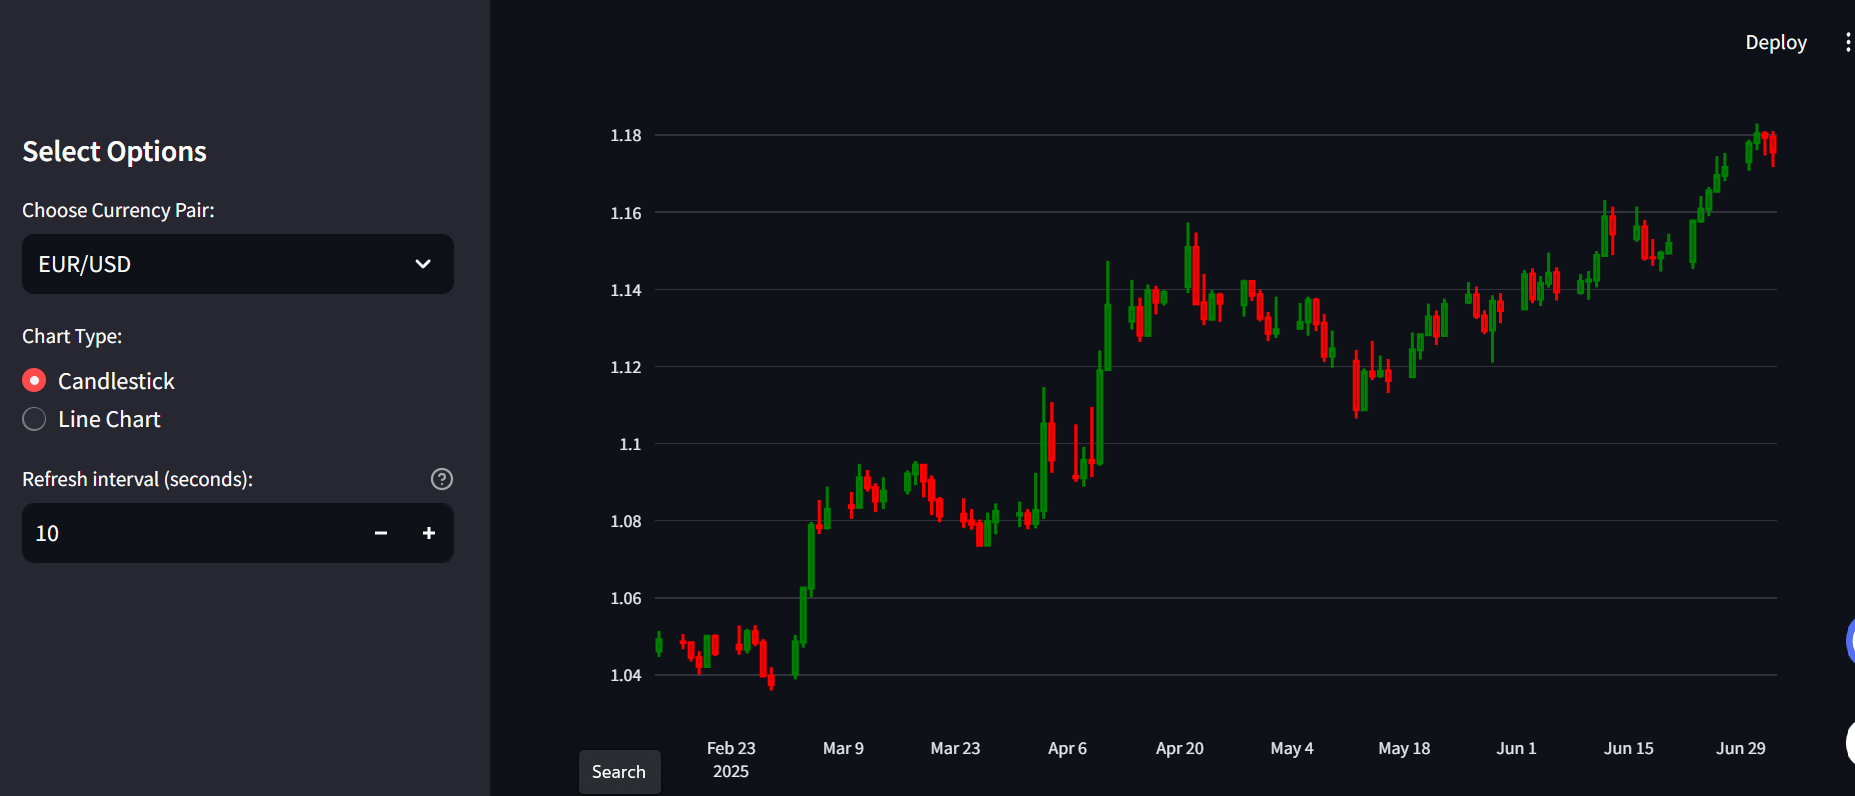 Deploy
Select Options
Choose Currency Pair:
EUR/USD
Chart Type:
Candlestick
Line Chart
Refresh interval (seconds):
?
10
1.18
1.16
1.14
1.12
1.1
1.08
1.06
1.04
Feb 23
2025
Mar 9
Mar 23
Apr 6
Apr 20
May 4
May 18
Jun 1
Jun 15
Jun 29
Search